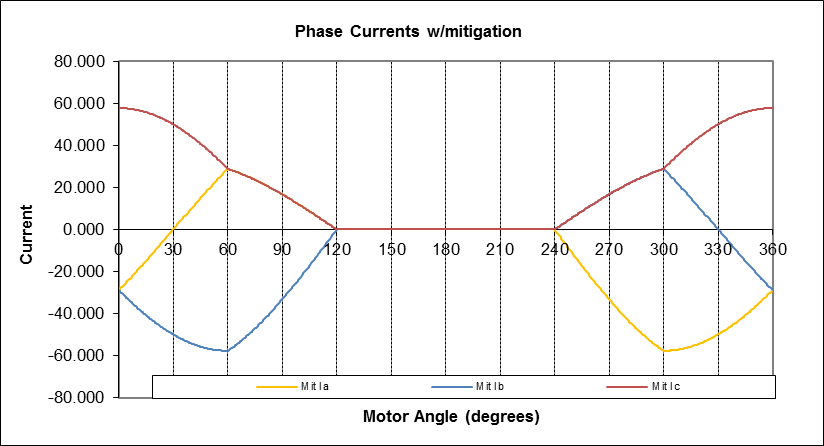 Phase Currents w/mitigation
80.000
60.000
40.000
20.000
0.000
0 30 60 90 120 150 180 210 240 270 300 330 360
-20.000
-40.000
-60.000
-80.000
Current
Mit Ia Mit Ib Mit Ic
Motor Angle (degrees)